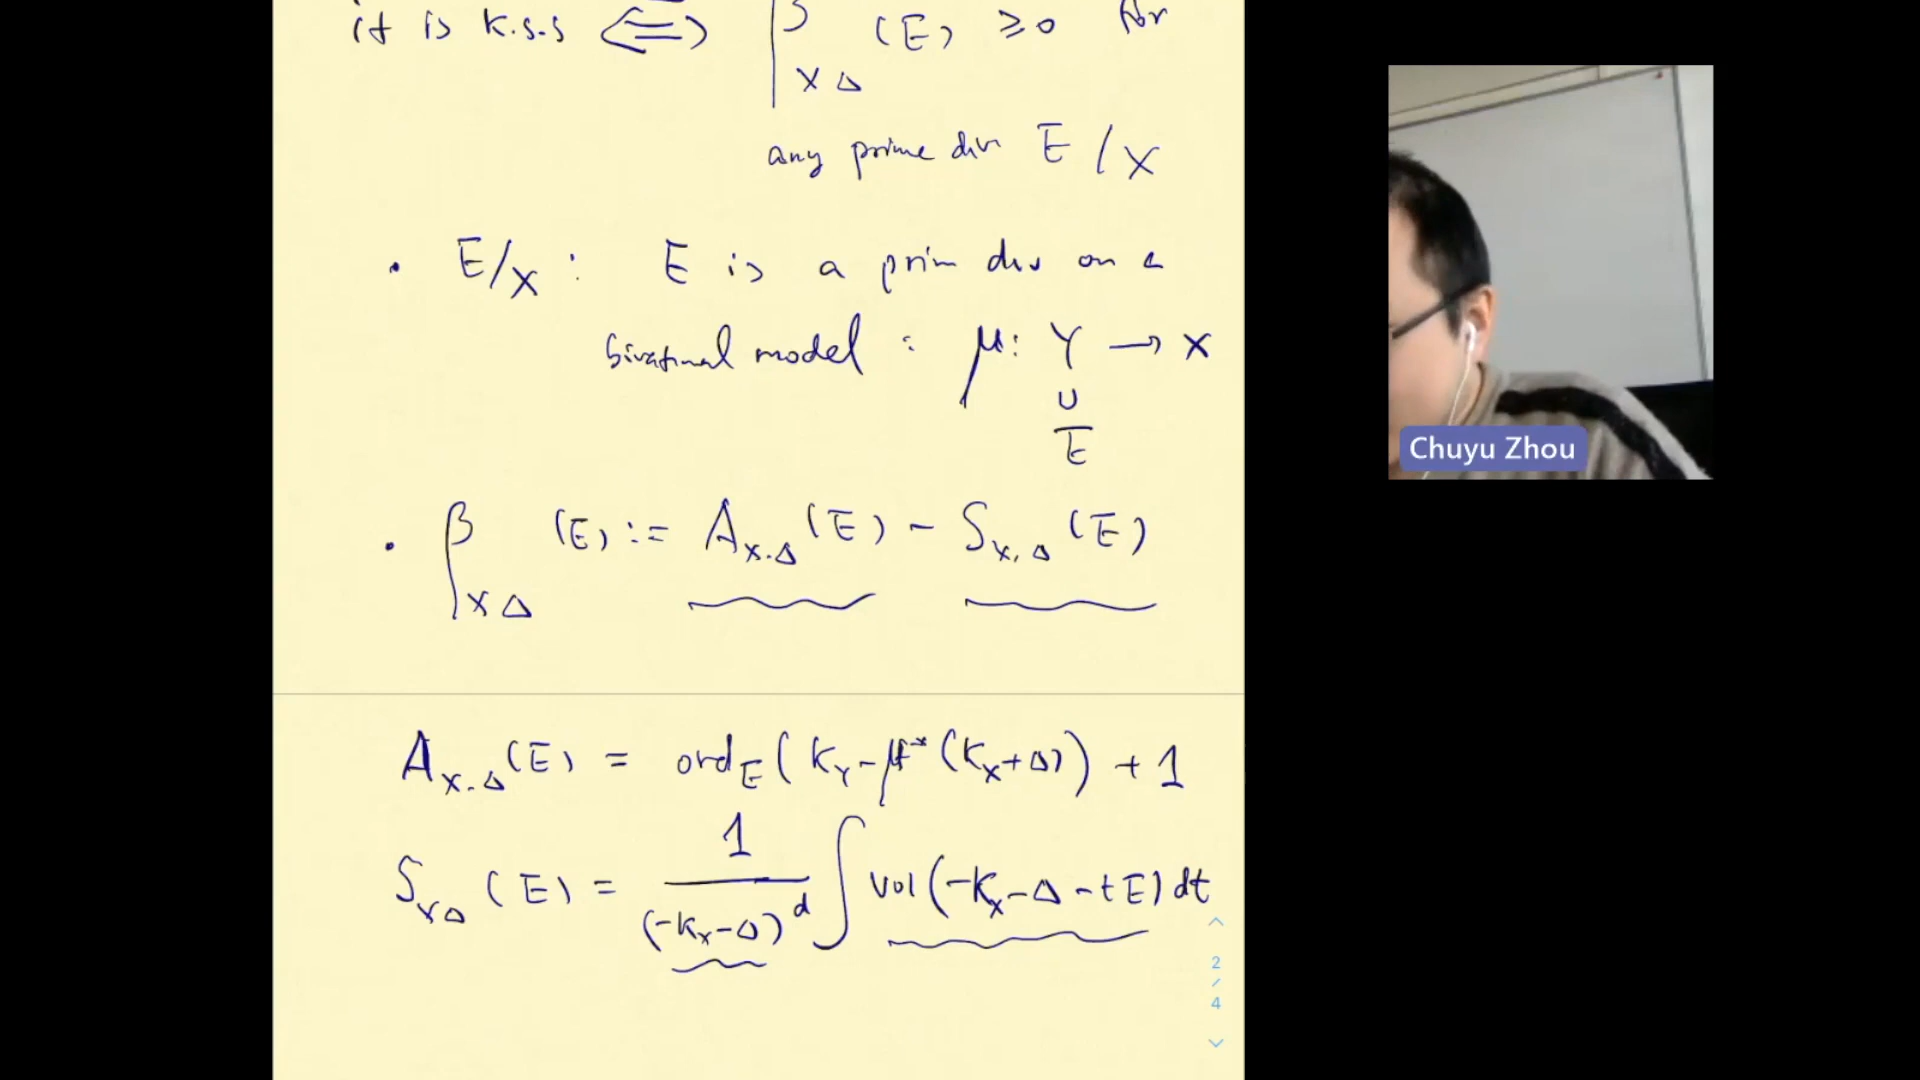 it is K.S.S ⟺ β_{X,Δ} (E) ≥ 0 for
any prime div E / X
• E/X : E is a prim div on a
birational model : μ: Y → X
∪
E
• β_{X,Δ} (E) := A_{X,Δ} (E) − S_{X,Δ} (E)
A_{X,Δ} (E) = ord_E ( K_Y − μ* (K_X + Δ) ) + 1
S_{X,Δ} (E) = \frac{1}{(−K_X−Δ)^d} ∫ vol (−K_X − Δ − tE) dt
2
/
4
Chuyu Zhou